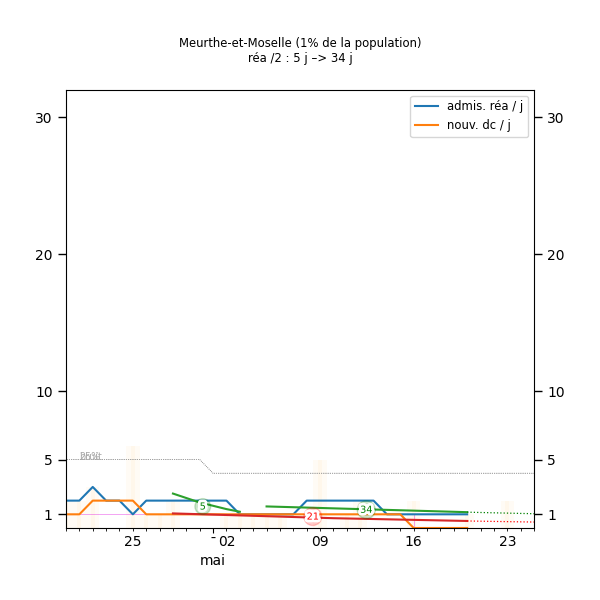 Meurthe-et-Moselle (1% de la population)
réa /2 : 5 j –> 34 j
admis. réa / j
nouv. dc / j
30 30
20 20
10 10
5 5
1 1
5
34
21
25 02 09 16 23
mai